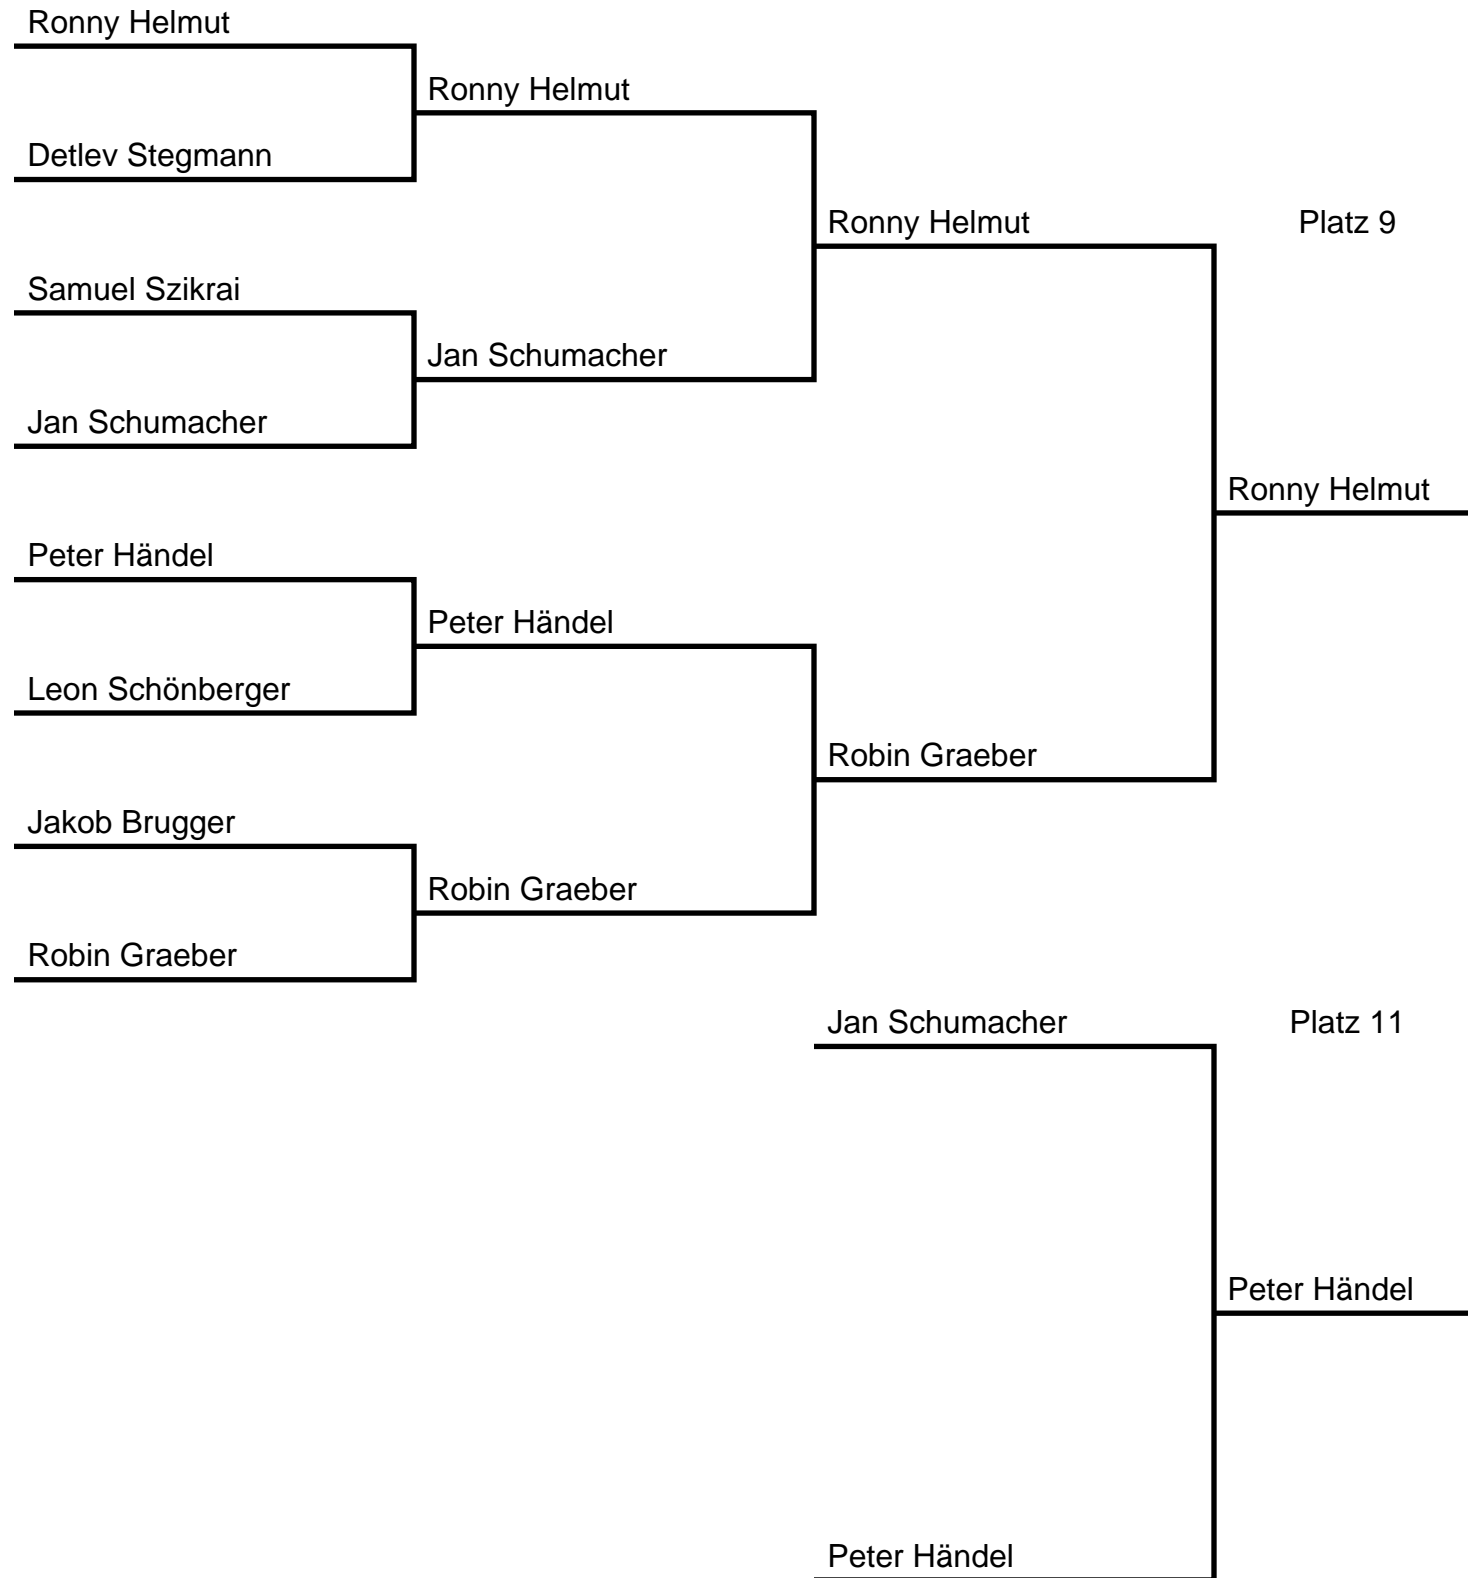 Ronny Helmut
Ronny Helmut
Detlev Stegmann
Ronny Helmut
Platz 9
Samuel Szikrai
Jan Schumacher
Jan Schumacher
Ronny Helmut
Peter Händel
Peter Händel
Leon Schönberger
Robin Graeber
Jakob Brugger
Robin Graeber
Robin Graeber
Jan Schumacher
Platz 11
Peter Händel
Peter Händel